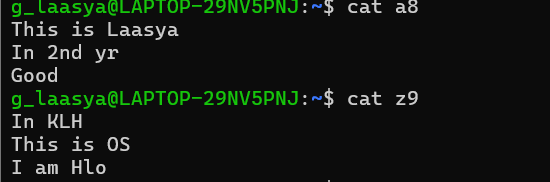 g_laasya@LAPTOP-29NV5PNJ:~$ cat a8
This is Laasya
In 2nd yr
Good
g_laasya@LAPTOP-29NV5PNJ:~$ cat z9
In KLH
This is OS
I am Hlo